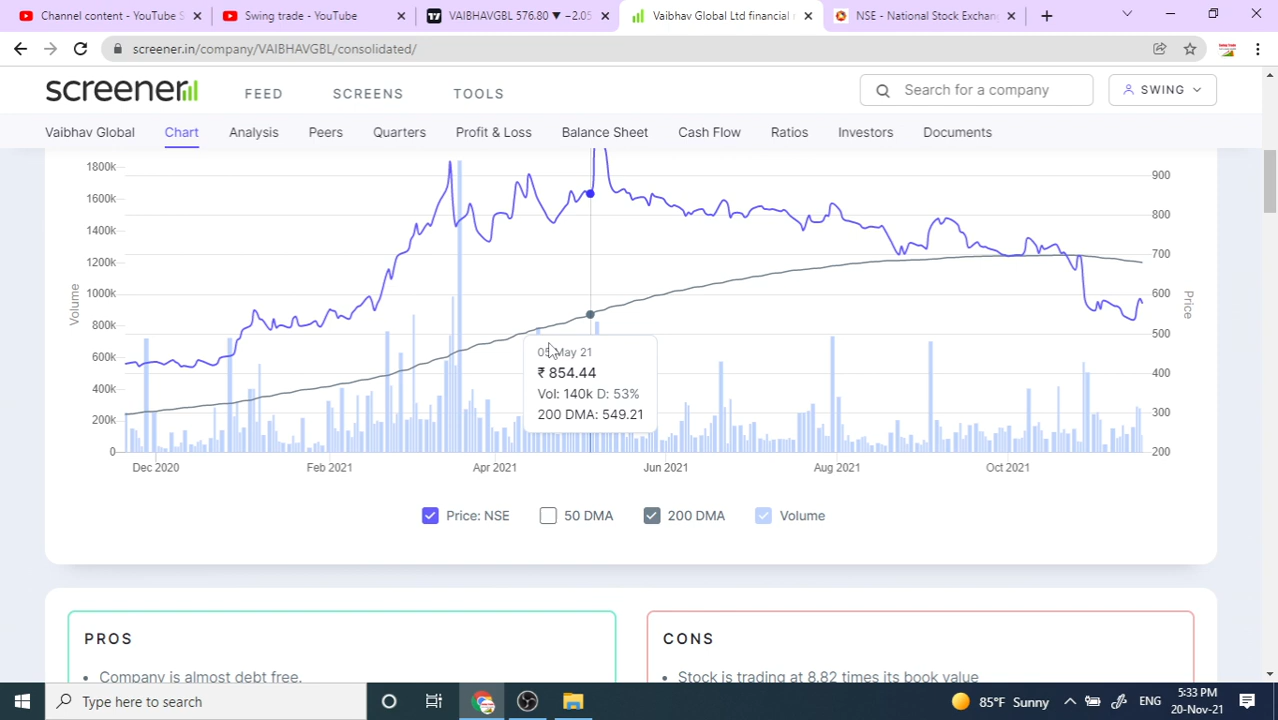 Channel content - YouTube S
Swing trade - YouTube
VAIBHAVGBL 576.80 ▼ −2.05
Vaibhav Global Ltd financial
NSE - National Stock Exchan
screener.in/company/VAIBHAVGBL/consolidated/
screener
FEED
SCREENS
TOOLS
Search for a company
SWING
Vaibhav Global
Chart
Analysis
Peers
Quarters
Profit & Loss
Balance Sheet
Cash Flow
Ratios
Investors
Documents
1800k
1600k
1400k
1200k
1000k
800k
600k
400k
200k
0
Volume
900
800
700
600
500
400
300
200
Price
05 May 21
₹ 854.44
Vol: 140k D: 53%
200 DMA: 549.21
Dec 2020
Feb 2021
Apr 2021
Jun 2021
Aug 2021
Oct 2021
Price: NSE
50 DMA
200 DMA
Volume
PROS
• Company is almost debt free.
CONS
• Stock is trading at 8.82 times its book value
Type here to search
85°F Sunny
ENG
5:33 PM
20-Nov-21